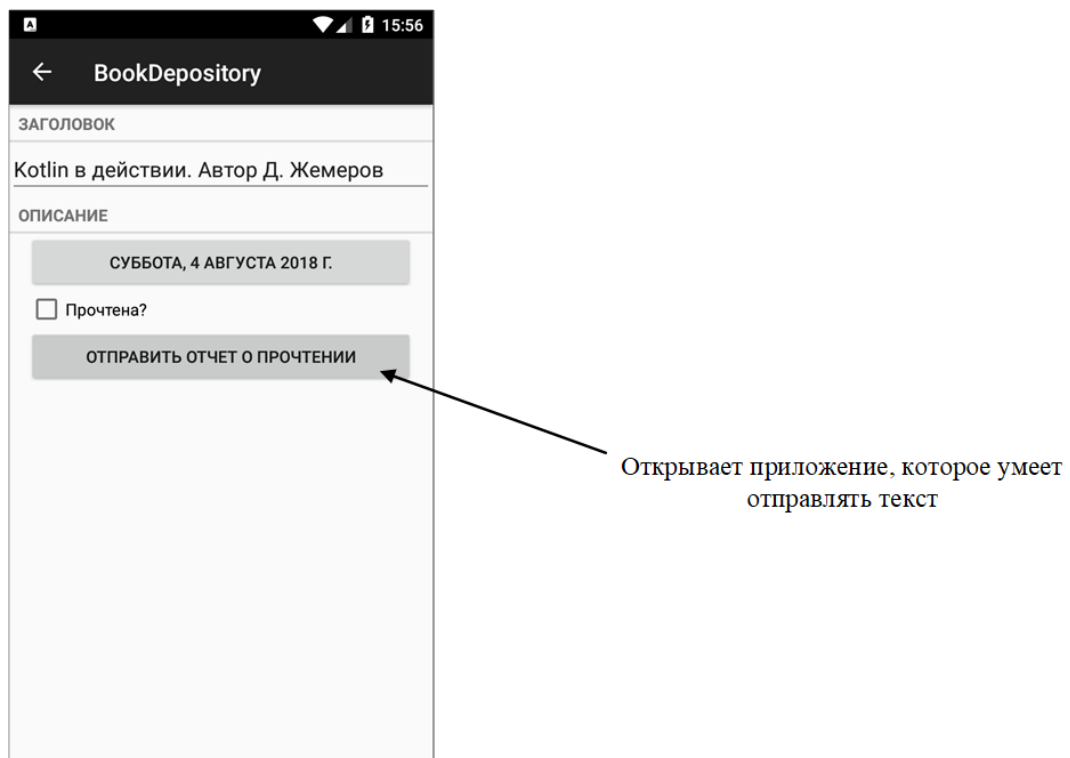 A 15:56
BookDepository
ЗАГОЛОВОК
Kotlin в действии. Автор Д. Жемеров
ОПИСАНИЕ
СУББОТА, 4 АВГУСТА 2018 Г.
Прочтена?
ОТПРАВИТЬ ОТЧЕТ О ПРОЧТЕНИИ
Открывает приложение, которое умеет
отправлять текст